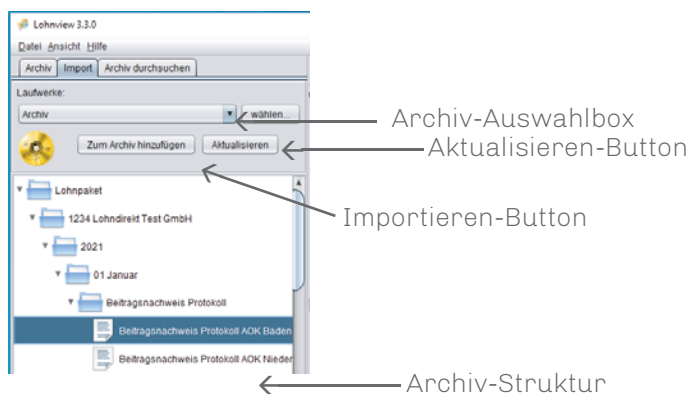 Lohnview 3.3.0
Datei Ansicht Hilfe
Archiv Import Archiv durchsuchen
Laufwerke:
Archiv wählen...
Archiv-Auswahlbox
Zum Archiv hinzufügen Aktualisieren
Aktualisieren-Button
Lohnpaket
1234 Lohndirekt Test GmbH
Importieren-Button
2021
01 Januar
Beitragsnachweis Protokoll
Beitragsnachweis Protokoll AOK Baden
Beitragsnachweis Protokoll AOK Nieder
Archiv-Struktur